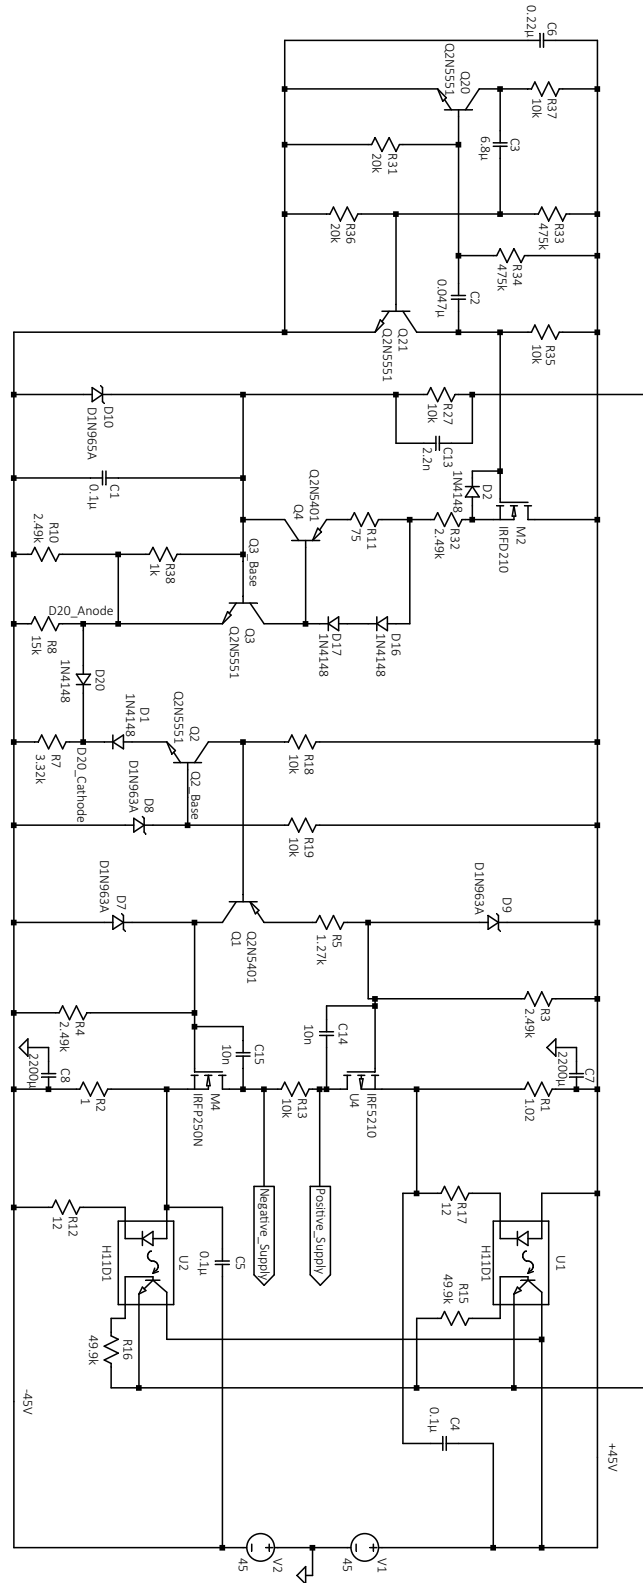 C6
0.22µ
Q20
Q2N5551
R37
10k
C3
6.8µ
R31
20k
R36
20k
R33
475k
R34
475k
C2
0.047µ
Q21
Q2N5551
R35
10k
D10
D1N965A
R27
10k
C13
2.2n
C1
0.1µ
D2
1N4148
M2
IRFD210
Q2N5401
Q4
R11
75
R32
2.49k
R10
2.49k
R38
1k
Q3_Base
Q3
Q2N5551
D17
1N4148
D16
1N4148
D20_Anode
R8
15k
D20
1N4148
D1
1N4148
Q2
Q2N5551
R18
10k
R7
3.32k
D20_Cathode
D8
D1N963A
Q2_Base
R19
10k
D7
D1N963A
Q1
Q2N5401
R5
1.27k
D9
D1N963A
R4
2.49k
C15
10n
C14
10n
R3
2.49k
C8
2200µ
R2
1
M4
IRFP250N
R13
10k
U4
IRF5210
R1
1.02
C7
2200µ
Negative_Supply
Positive_Supply
R12
12
U2
H11D1
C5
0.1µ
R17
12
U1
H11D1
R16
49.9k
R15
49.9k
C4
0.1µ
-45V
+45V
V2
45
V1
45